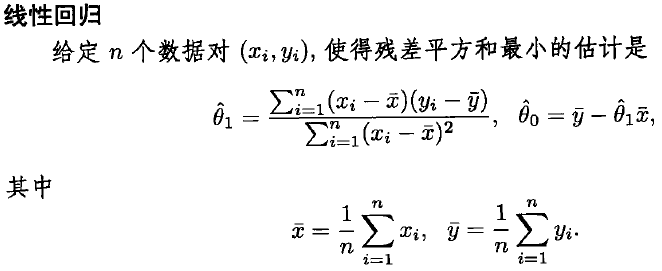 线性回归
给定 n 个数据对 (x_i, y_i), 使得残差平方和最小的估计是
\hat{\theta}_1 = \frac{\sum_{i=1}^{n}(x_i - \bar{x})(y_i - \bar{y})}{\sum_{i=1}^{n}(x_i - \bar{x})^2}, \hat{\theta}_0 = \bar{y} - \hat{\theta}_1\bar{x},
其中
\bar{x} = \frac{1}{n}\sum_{i=1}^{n} x_i, \bar{y} = \frac{1}{n}\sum_{i=1}^{n} y_i.